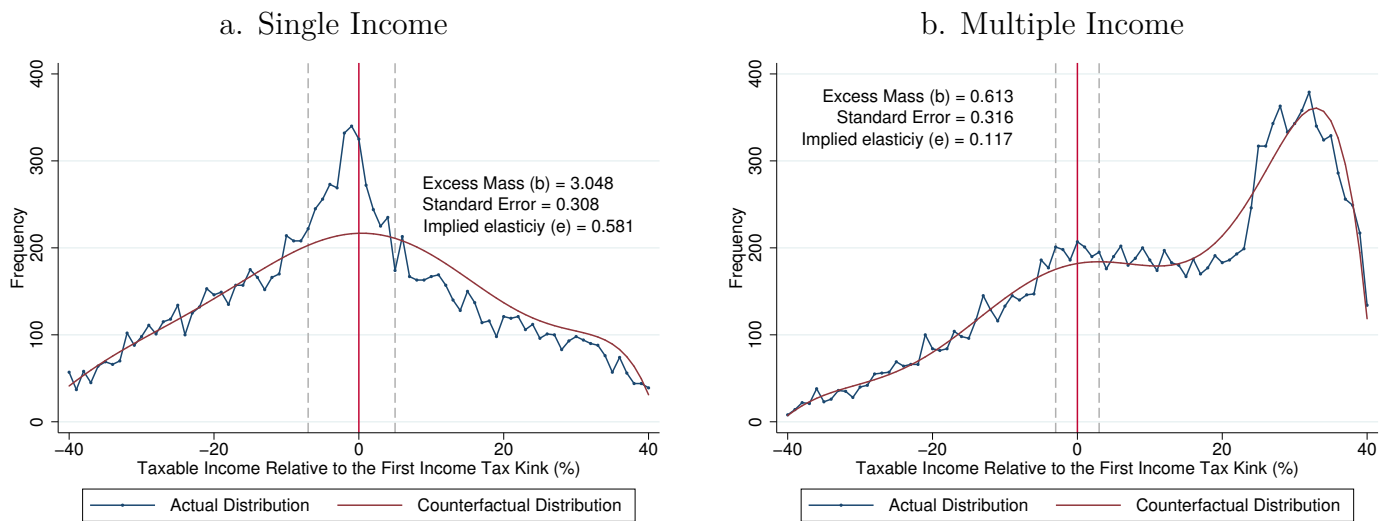 a. Single Income
400
300
200
100
0
Frequency
Excess Mass (b) = 3.048
Standard Error = 0.308
Implied elasticiy (e) = 0.581
−40
−20
0
20
40
Taxable Income Relative to the First Income Tax Kink (%)
Actual Distribution
Counterfactual Distribution
b. Multiple Income
400
300
200
100
0
Frequency
Excess Mass (b) = 0.613
Standard Error = 0.316
Implied elasticiy (e) = 0.117
−40
−20
0
20
40
Taxable Income Relative to the First Income Tax Kink (%)
Actual Distribution
Counterfactual Distribution